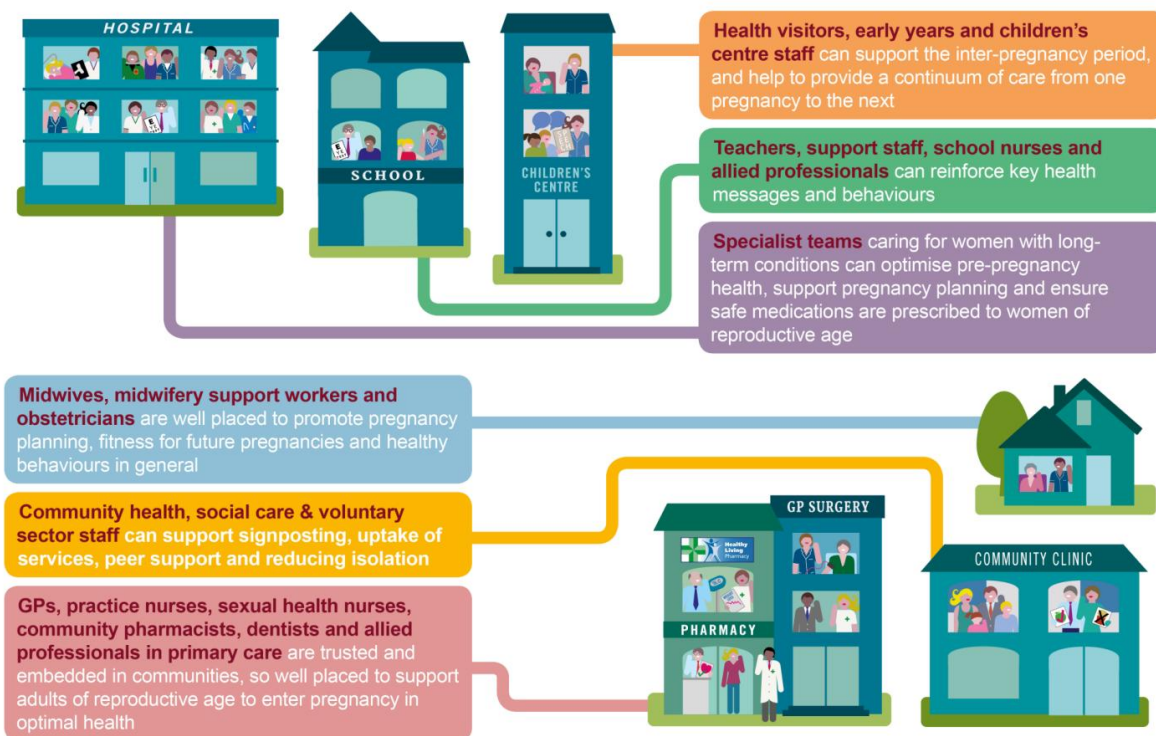 HOSPITAL
SCHOOL
CHILDREN'S
CENTRE
Health visitors, early years and children's
centre staff can support the inter-pregnancy period,
and help to provide a continuum of care from one
pregnancy to the next
Teachers, support staff, school nurses and
allied professionals can reinforce key health
messages and behaviours
Specialist teams caring for women with long-
term conditions can optimise pre-pregnancy
health, support pregnancy planning and ensure
safe medications are prescribed to women of
reproductive age
Midwives, midwifery support workers and
obstetricians are well placed to promote pregnancy
planning, fitness for future pregnancies and healthy
behaviours in general
Community health, social care & voluntary
sector staff can support signposting, uptake of
services, peer support and reducing isolation
GPs, practice nurses, sexual health nurses,
community pharmacists, dentists and allied
professionals in primary care are trusted and
embedded in communities, so well placed to support
adults of reproductive age to enter pregnancy in
optimal health
GP SURGERY
Healthy
Living
Pharmacy
PHARMACY
COMMUNITY CLINIC